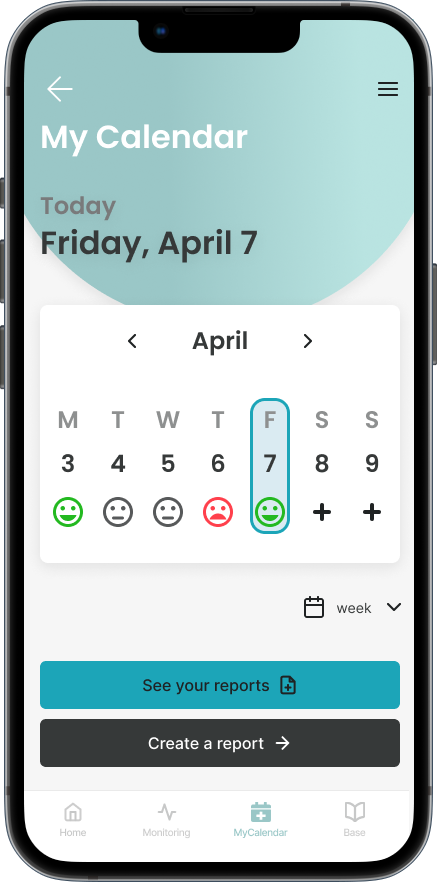 My Calendar
Today
Friday, April 7
April
M T W T F S S
3 4 5 6 7 8 9
week
See your reports
Create a report
Home Monitoring MyCalendar Base